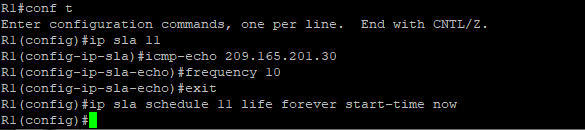 R1#conf t
Enter configuration commands, one per line.  End with CNTL/Z.
R1(config)#ip sla 11
R1(config-ip-sla)#icmp-echo 209.165.201.30
R1(config-ip-sla-echo)#frequency 10
R1(config-ip-sla-echo)#exit
R1(config)#ip sla schedule 11 life forever start-time now
R1(config)#